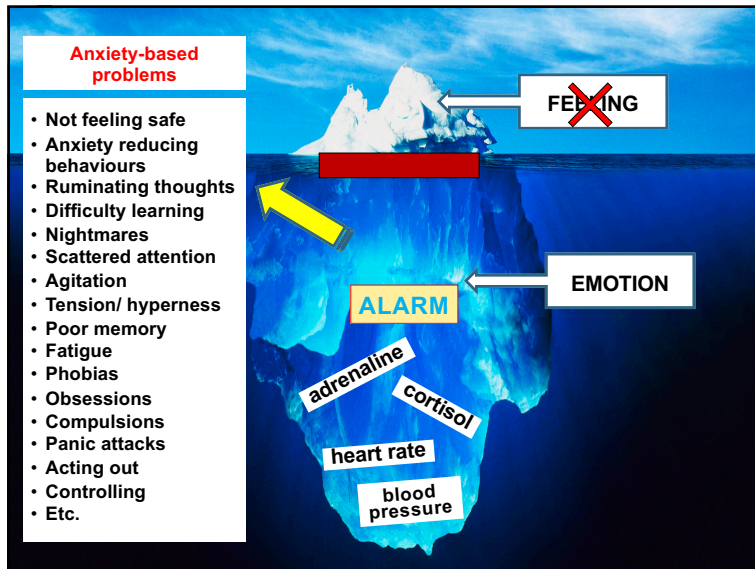 Anxiety-based
problems
• Not feeling safe
• Anxiety reducing
behaviours
• Ruminating thoughts
• Difficulty learning
• Nightmares
• Scattered attention
• Agitation
• Tension/ hyperness
• Poor memory
• Fatigue
• Phobias
• Obsessions
• Compulsions
• Panic attacks
• Acting out
• Controlling
• Etc.
FEELING
EMOTION
ALARM
adrenaline
cortisol
heart rate
blood
pressure